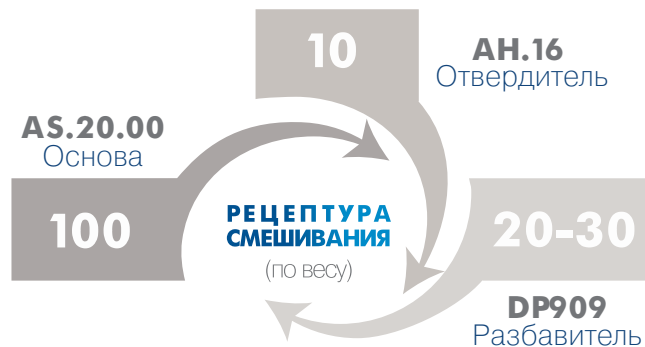 10
AH.16
Отвердитель
AS.20.00
Основа
100
РЕЦЕПТУРА
СМЕШИВАНИЯ
(по весу)
20-30
DP909
Разбавитель